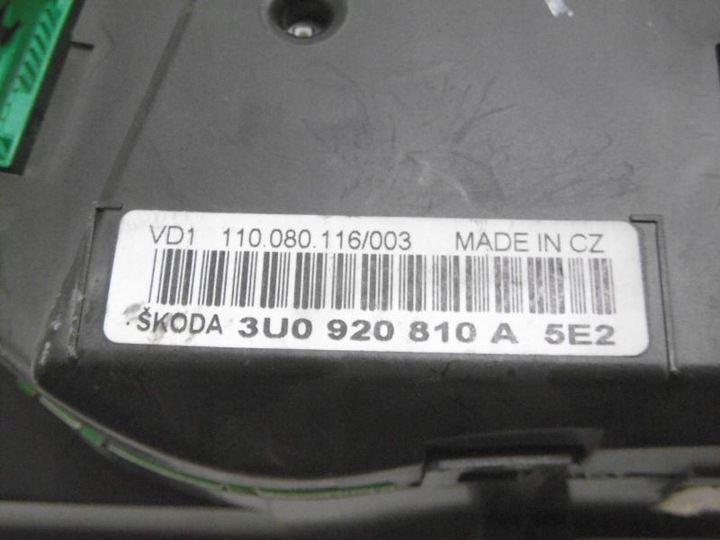 VD1 110.080.116/003 MADE IN CZ
ŠKODA 3U0 920 810 A 5E2